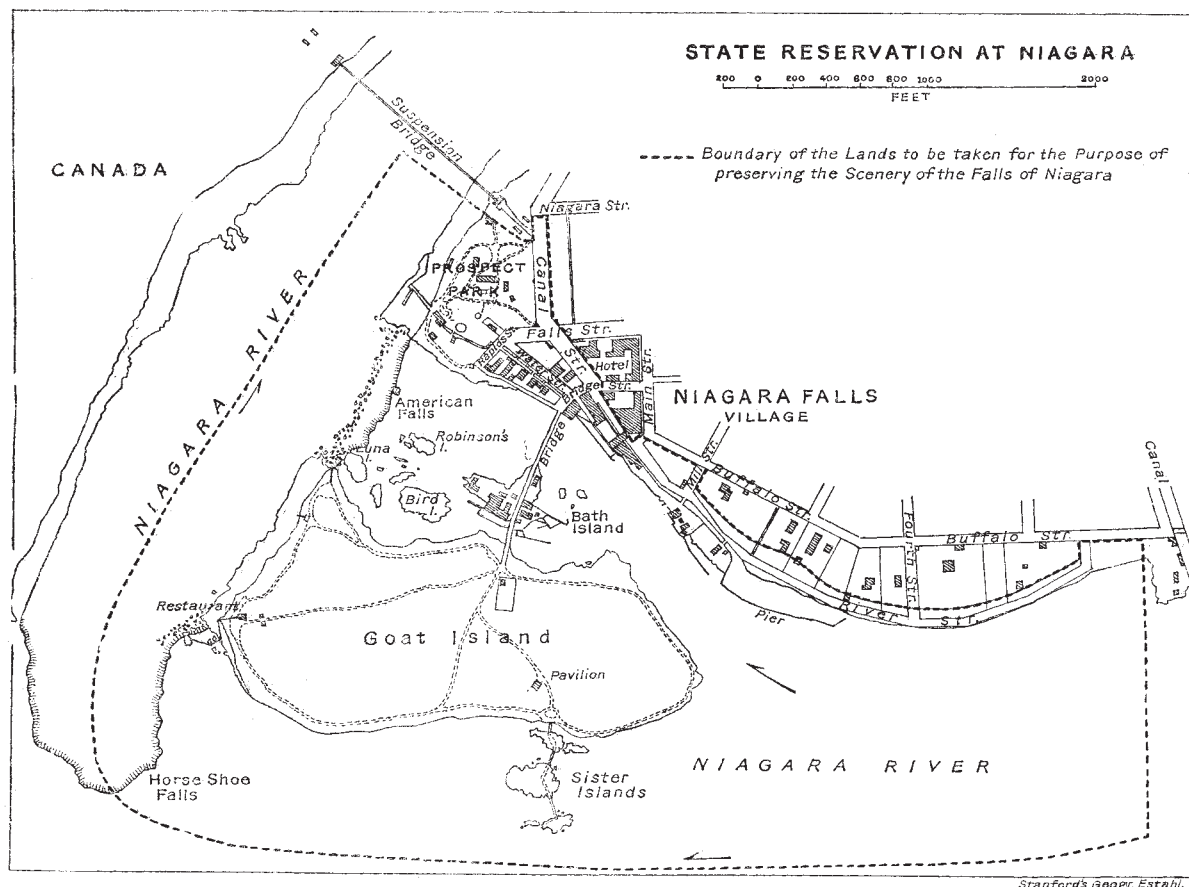 STATE RESERVATION AT NIAGARA
200 0 200 400 600 800 1000 2000
FEET
Boundary of the Lands to be taken for the Purpose of
preserving the Scenery of the Falls of Niagara
CANADA
Suspension
Bridge
Niagara Str.
PROSPECT
PARK
Canal
Str.
Falls Str.
Hotel
Bridge Str.
Main Str.
NIAGARA FALLS
VILLAGE
NIAGARA RIVER
American
Falls
Robinson's
I.
Luna
I.
Bird
I.
Bridge
Bath
Island
Mill Str.
Buffalo Str.
Fourth Str.
Buffalo Str.
Canal
River Str.
Pier
Restaurant
Goat Island
Pavilion
Horse Shoe
Falls
Sister
Islands
NIAGARA RIVER
Stanford's Geogr. Establ.